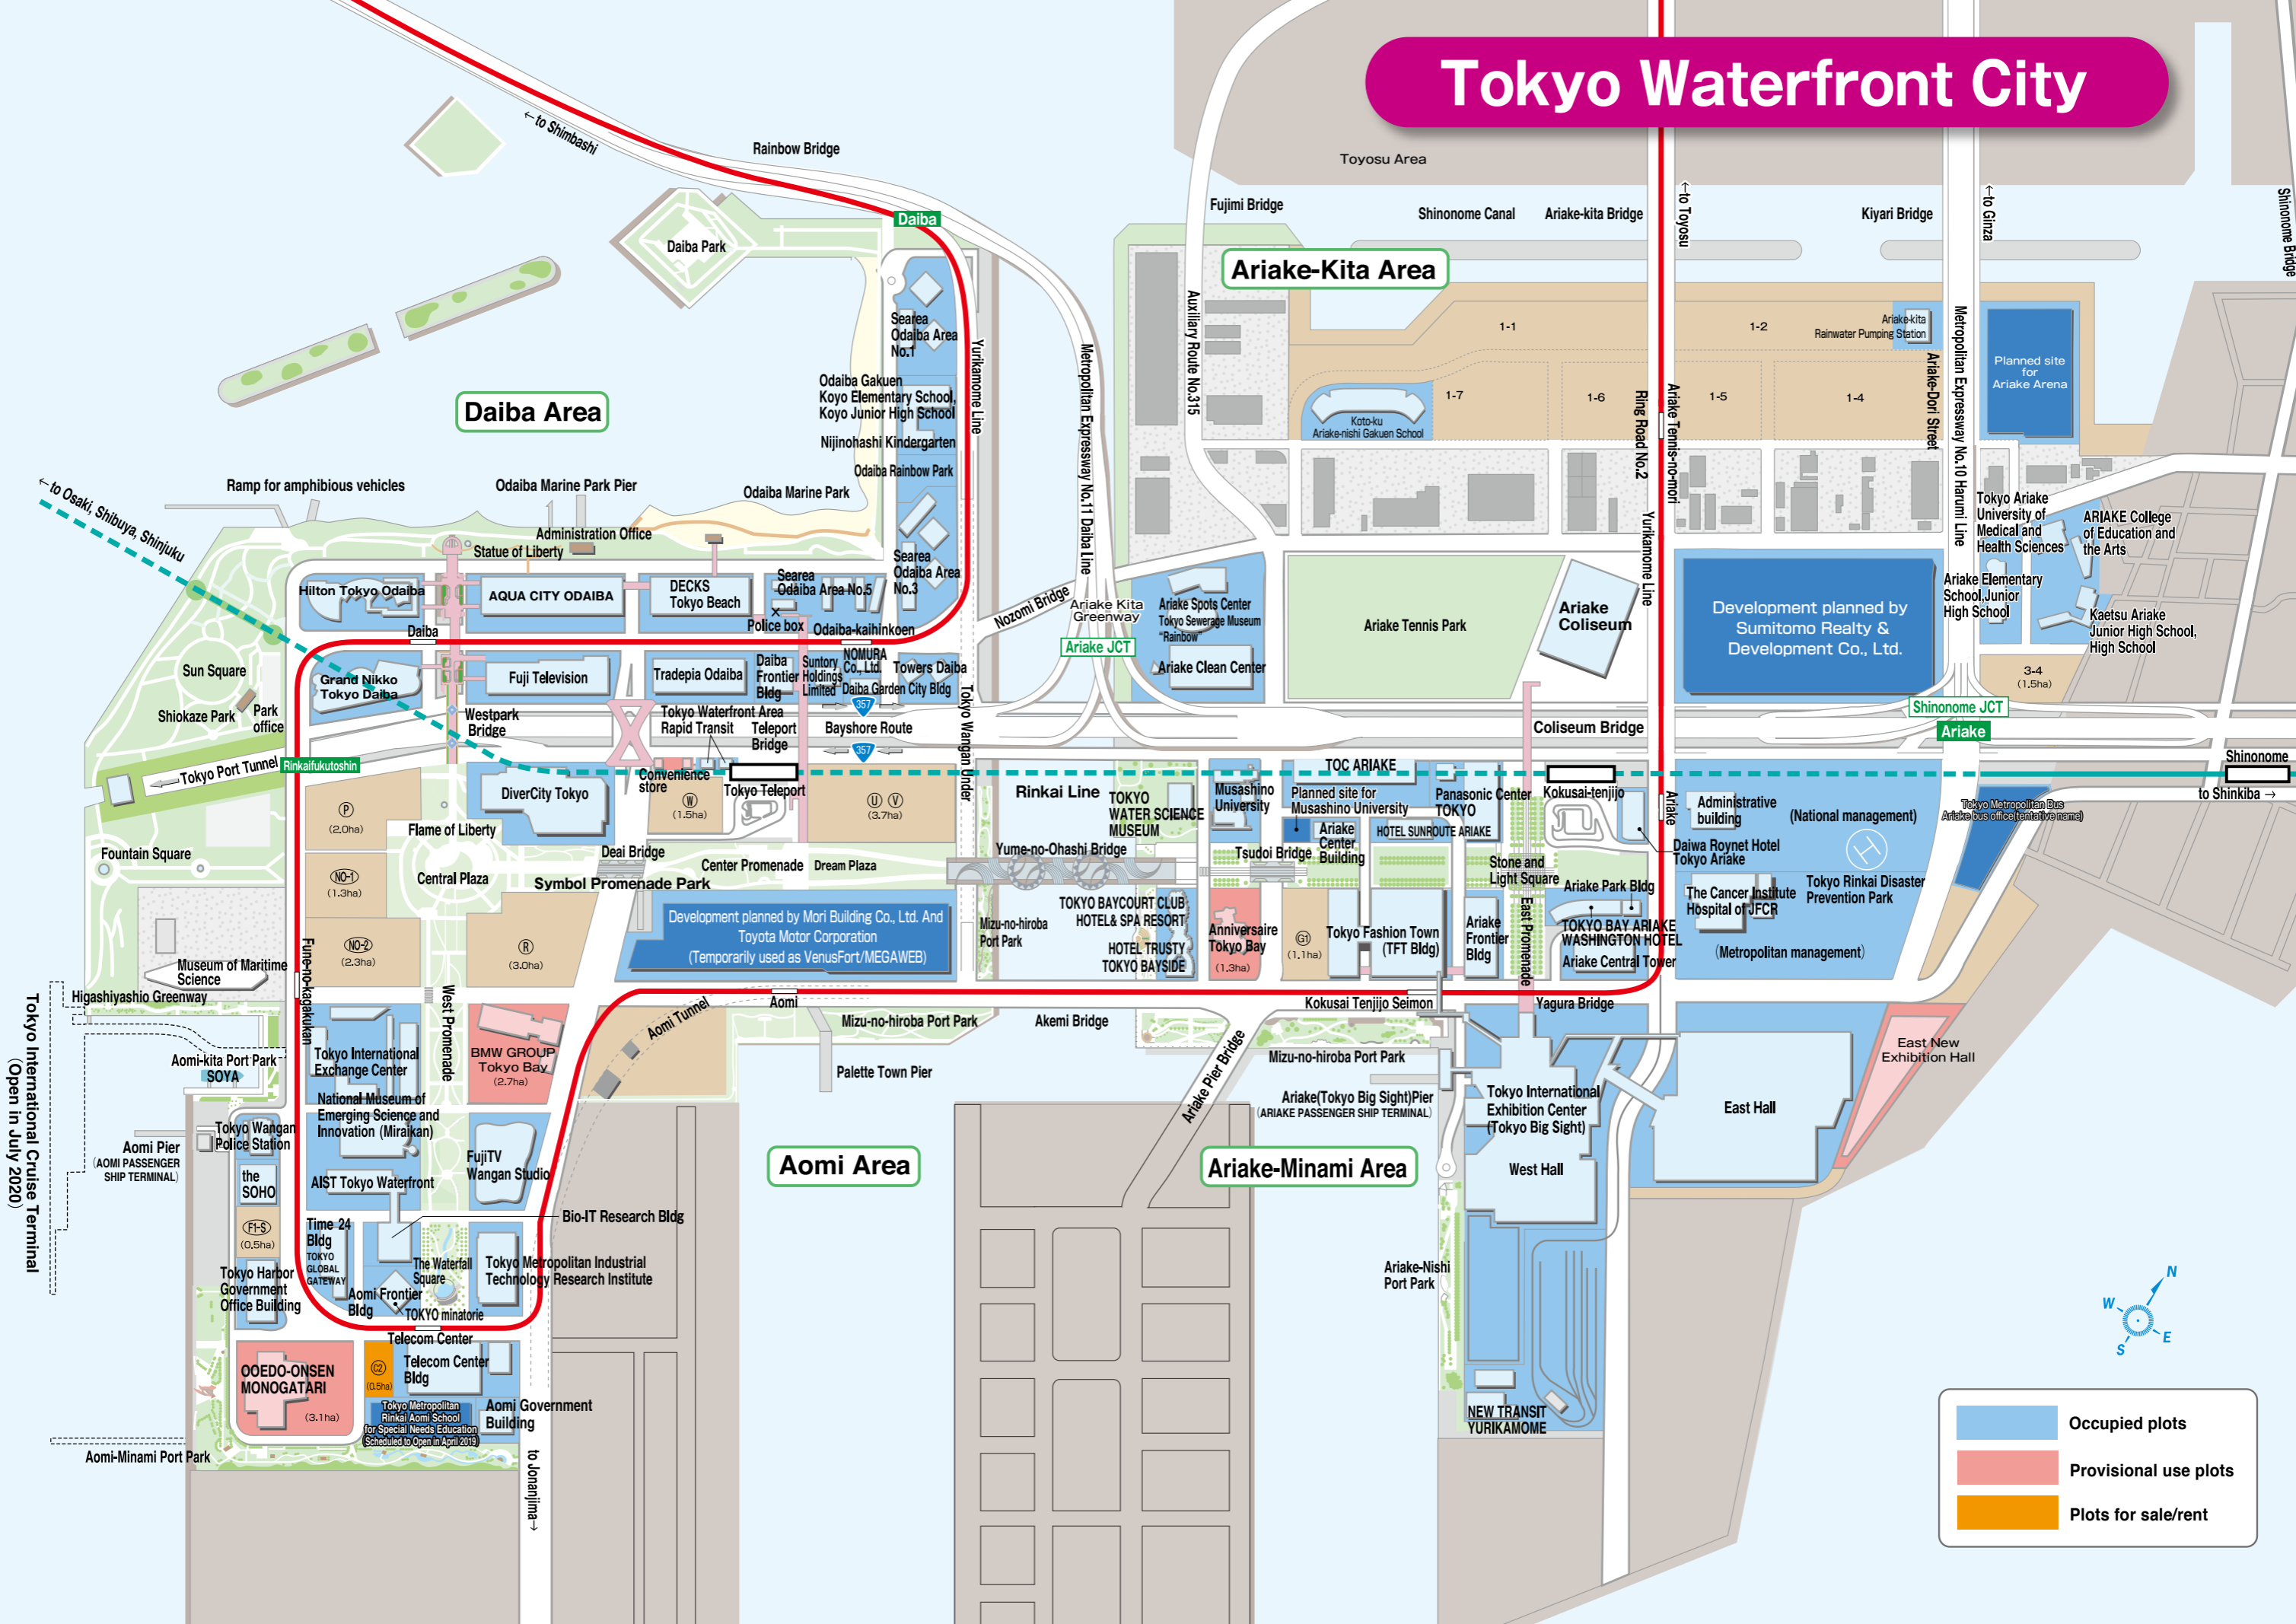 Tokyo Waterfront City
← to Shimbashi
Rainbow Bridge
Toyosu Area
Daiba
Daiba Park
Fujimi Bridge
Shinonome Canal
Ariake-kita Bridge
←to Toyosu
Kiyari Bridge
←to Ginza
Shinonome Bridge
Ariake-Kita Area
Auxiliary Route No.315
Searea
Odaiba Area
No.1
Yurikamome Line
Metropolitan Expressway No.11 Daiba Line
1-1
1-2
Ariake-kita
Rainwater Pumping Station
Planned site
for
Ariake Arena
Metropolitan Expressway No.10 Harumi Line
Ariake-Dori Street
Koto-ku
Ariake-nishi Gakuen School
1-7
1-6
Ring Road No.2
Ariake Tennis-no-mori
1-5
1-4
Daiba Area
Odaiba Gakuen
Koyo Elementary School,
Koyo Junior High School
Nijinohashi Kindergarten
Odaiba Rainbow Park
← to Osaki, Shibuya, Shinjuku
Ramp for amphibious vehicles
Odaiba Marine Park Pier
Odaiba Marine Park
Administration Office
Statue of Liberty
Hilton Tokyo Odaiba
AQUA CITY ODAIBA
DECKS
Tokyo Beach
Searea
Odaiba Area No.5
Searea
Odaiba Area
No.3
Police box
Odaiba-kaihinkoen
Daiba
Nozomi Bridge
Ariake Kita
Greenway
Ariake JCT
Ariake Spots Center
Tokyo Sewerage Museum
"Rainbow"
Ariake Clean Center
Ariake Tennis Park
Ariake
Coliseum
Yurikamome Line
Development planned by
Sumitomo Realty &
Development Co., Ltd.
Tokyo Ariake
University of
Medical and
Health Sciences
ARIAKE College
of Education and
the Arts
Ariake Elementary
School,Junior
High School
Kaetsu Ariake
Junior High School,
High School
3-4
(1.5ha)
Shinonome JCT
Ariake
Sun Square
Shiokaze Park
Park
office
Grand Nikko
Tokyo Daiba
Fuji Television
Tradepia Odaiba
Daiba
Frontier
Bldg
Suntory
Holdings
Limited
NOMURA
Co., Ltd.
Towers Daiba
Daiba Garden City Bldg
Westpark
Bridge
Tokyo Waterfront Area
Rapid Transit
Teleport
Bridge
357
Bayshore Route
357
Tokyo Wangan Under
Coliseum Bridge
Tokyo Port Tunnel
Rinkaifukutoshin
Convenience
store
Tokyo Teleport
Rinkai Line
Shinonome
to Shinkiba →
DiverCity Tokyo
P
(2.0ha)
W
(1.5ha)
U V
(3.7ha)
TOKYO
WATER SCIENCE
MUSEUM
Musashino
University
TOC ARIAKE
Planned site for
Musashino University
Ariake
Center
Building
HOTEL SUNROUTE ARIAKE
Panasonic Center
TOKYO
Kokusai-tenjijo
Ariake
Administrative
building
(National management)
Tokyo Metropolitan Bus
Ariake bus office(tentative name)
Daiwa Roynet Hotel
Tokyo Ariake
H
Flame of Liberty
Fountain Square
Deai Bridge
Center Promenade
Dream Plaza
Yume-no-Ohashi Bridge
Tsudoi Bridge
Stone and
Light Square
NO-1
(1.3ha)
Central Plaza
Symbol Promenade Park
Ariake Park Bldg
The Cancer Institute
Hospital of JFCR
Tokyo Rinkai Disaster
Prevention Park
(Metropolitan management)
NO-2
(2.3ha)
R
(3.0ha)
Development planned by Mori Building Co., Ltd. And
Toyota Motor Corporation
(Temporarily used as VenusFort/MEGAWEB)
Mizu-no-hiroba
Port Park
TOKYO BAYCOURT CLUB
HOTEL& SPA RESORT
HOTEL TRUSTY
TOKYO BAYSIDE
Anniversaire
Tokyo Bay
(1.3ha)
G1
(1.1ha)
Tokyo Fashion Town
(TFT Bldg)
Ariake
Frontier
Bldg
East Promenade
TOKYO BAY ARIAKE
WASHINGTON HOTEL
Ariake Central Tower
Museum of Maritime
Science
Higashiyashio Greenway
Fune-no-kagakukan
West Promenade
Tokyo International Cruise Terminal
(Open in July 2020)
Aomi Tunnel
Aomi
Kokusai Tenjijo Seimon
Yagura Bridge
Mizu-no-hiroba Port Park
Akemi Bridge
Ariake Pier Bridge
Mizu-no-hiroba Port Park
Aomi-kita Port Park
SOYA
Tokyo International
Exchange Center
BMW GROUP
Tokyo Bay
(2.7ha)
Palette Town Pier
Ariake(Tokyo Big Sight)Pier
(ARIAKE PASSENGER SHIP TERMINAL)
Tokyo International
Exhibition Center
(Tokyo Big Sight)
West Hall
East Hall
East New
Exhibition Hall
National Museum of
Emerging Science and
Innovation (Miraikan)
Tokyo Wangan
Police Station
Aomi Pier
(AOMI PASSENGER
SHIP TERMINAL)
the
SOHO
AIST Tokyo Waterfront
FujiTV
Wangan Studio
Aomi Area
Ariake-Minami Area
F1-S
(0.5ha)
Time 24
Bldg
TOKYO
GLOBAL
GATEWAY
Bio-IT Research Bldg
The Waterfall
Square
Tokyo Metropolitan Industrial
Technology Research Institute
Tokyo Harbor
Government
Office Building
Aomi Frontier
Bldg
TOKYO minatorie
Ariake-Nishi
Port Park
Telecom Center
OOEDO-ONSEN
MONOGATARI
(3.1ha)
C2
(0.5ha)
Telecom Center
Bldg
Tokyo Metropolitan
Rinkai Aomi School
for Special Needs Education
(Scheduled to Open in April 2019)
Aomi Government
Building
Aomi-Minami Port Park
to Jonanjima→
NEW TRANSIT
YURIKAMOME
N
W
E
S
Occupied plots
Provisional use plots
Plots for sale/rent